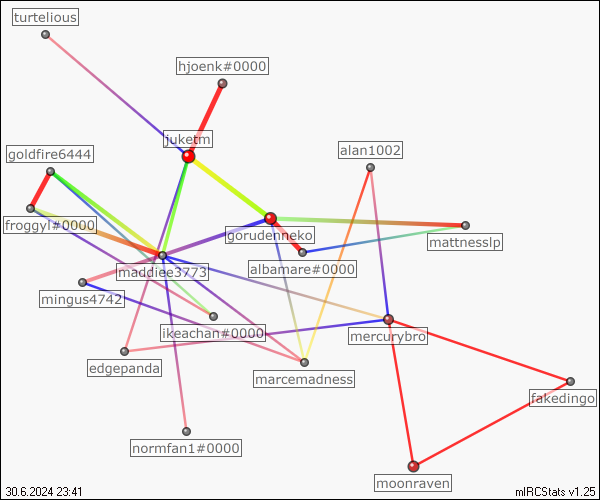 turtelious
hjoenk#0000
juketm
alan1002
goldfire6444
froggyl#0000
gorudenneko
mattnesslp
maddiee3773
albamare#0000
mingus4742
ikeachan#0000
mercurybro
edgepanda
marcemadness
fakedingo
normfan1#0000
moonraven
30.6.2024 23:41
mIRCStats v1.25